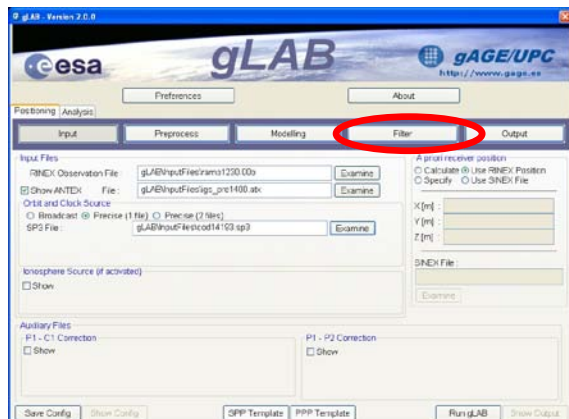 gLAB - Version 2.0.0
esa gLAB gAGE/UPC
http://www.gage.es
Preferences About
Positioning Analysis
Input Preprocess Modelling Filter Output
Input Files A priori receiver position
RINEX Observation File : Examine Calculate Use RINEX Position
Show ANTEX File : gLAB\InputFiles\igs_pre1400.atx Examine Specify Use SINEX File
Orbit and Clock Source
Broadcast Precise (1 file) Precise (2 files) X [m] :
SP3 File : gLAB\InputFiles\cod14193.sp3 Examine Y [m] :
Z [m] :
Ionosphere Source (if activated) SINEX File :
Show
Examine
Auxiliary Files
P1 - C1 Correction P1 - P2 Correction
Show Show
Save Config Show Config SPP Template PPP Template Run gLAB Show Output